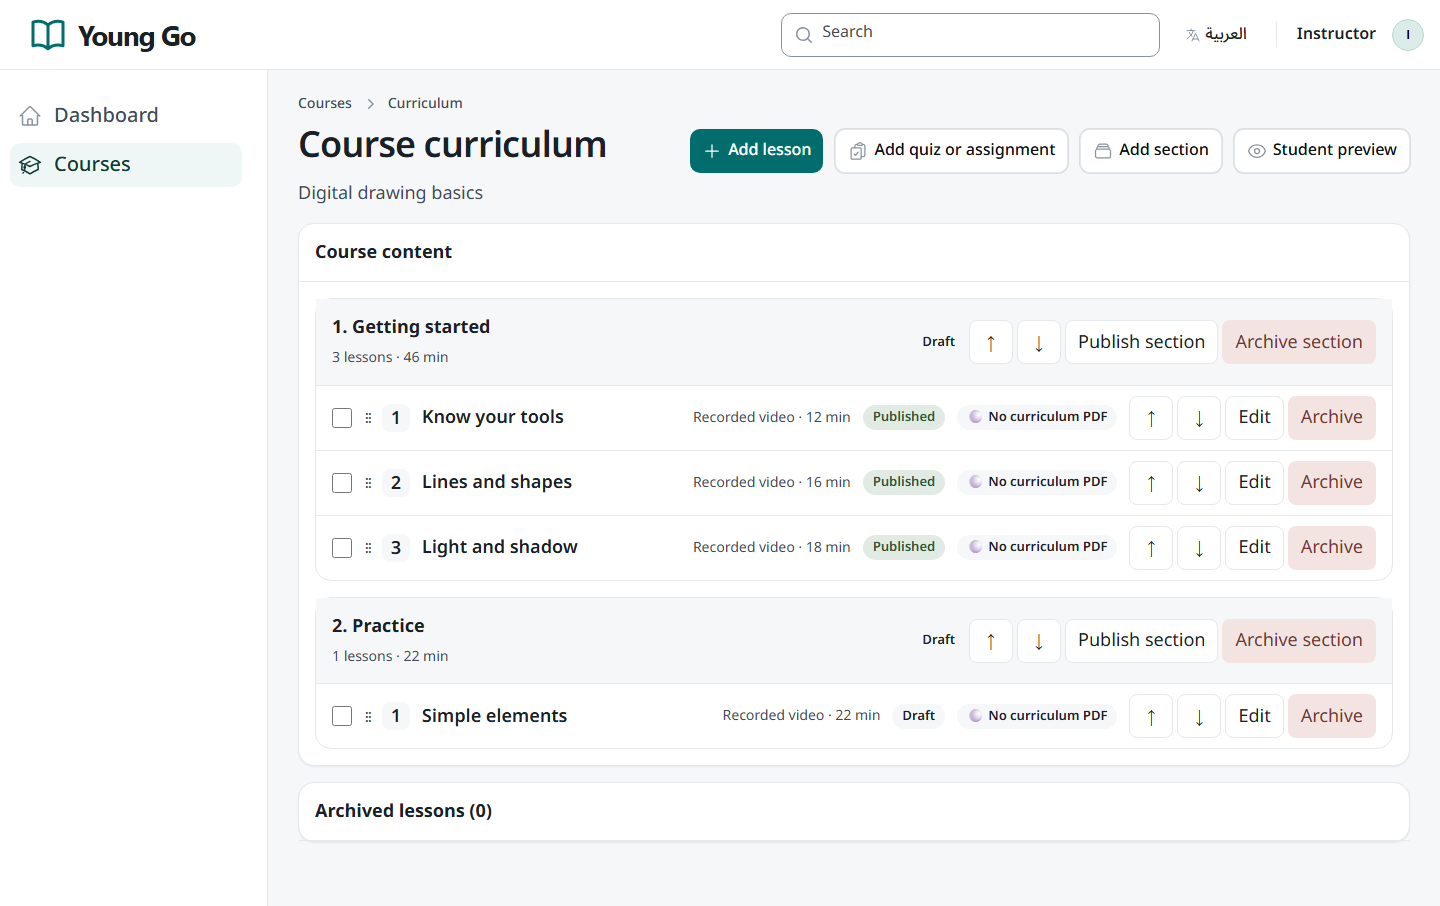 Young Go
Search
العربية
Instructor
I
Dashboard
Courses
Courses > Curriculum
Course curriculum
+ Add lesson
Add quiz or assignment
Add section
Student preview
Digital drawing basics
Course content
1. Getting started
3 lessons · 46 min
Draft ↑ ↓ Publish section Archive section
1 Know your tools Recorded video · 12 min Published No curriculum PDF ↑ ↓ Edit Archive
2 Lines and shapes Recorded video · 16 min Published No curriculum PDF ↑ ↓ Edit Archive
3 Light and shadow Recorded video · 18 min Published No curriculum PDF ↑ ↓ Edit Archive
2. Practice
1 lessons · 22 min
Draft ↑ ↓ Publish section Archive section
1 Simple elements Recorded video · 22 min Draft No curriculum PDF ↑ ↓ Edit Archive
Archived lessons (0)